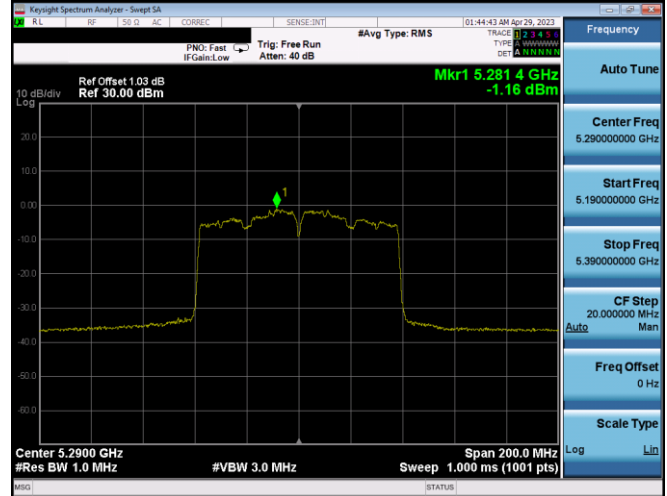 Keysight Spectrum Analyzer - Swept SA
RL RF 50 Ω AC CORREC SENSE:INT 01:44:43 AM Apr 29, 2023
#Avg Type: RMS
TRACE 1 2 3 4 5 6
PNO: Fast Trig: Free Run TYPE A WWWWW
IFGain:Low Atten: 40 dB DET A N N N N N
Mkr1 5.281 4 GHz
-1.16 dBm
Ref Offset 1.03 dB
10 dB/div Ref 30.00 dBm
Log
20.0
10.0
0.00
-10.0
-20.0
-30.0
-40.0
-50.0
-60.0
1
Center 5.2900 GHz Span 200.0 MHz
#Res BW 1.0 MHz #VBW 3.0 MHz Sweep 1.000 ms (1001 pts)
MSG STATUS
Frequency
Auto Tune
Center Freq
5.290000000 GHz
Start Freq
5.190000000 GHz
Stop Freq
5.390000000 GHz
CF Step
20.000000 MHz
Auto Man
Freq Offset
0 Hz
Scale Type
Log Lin